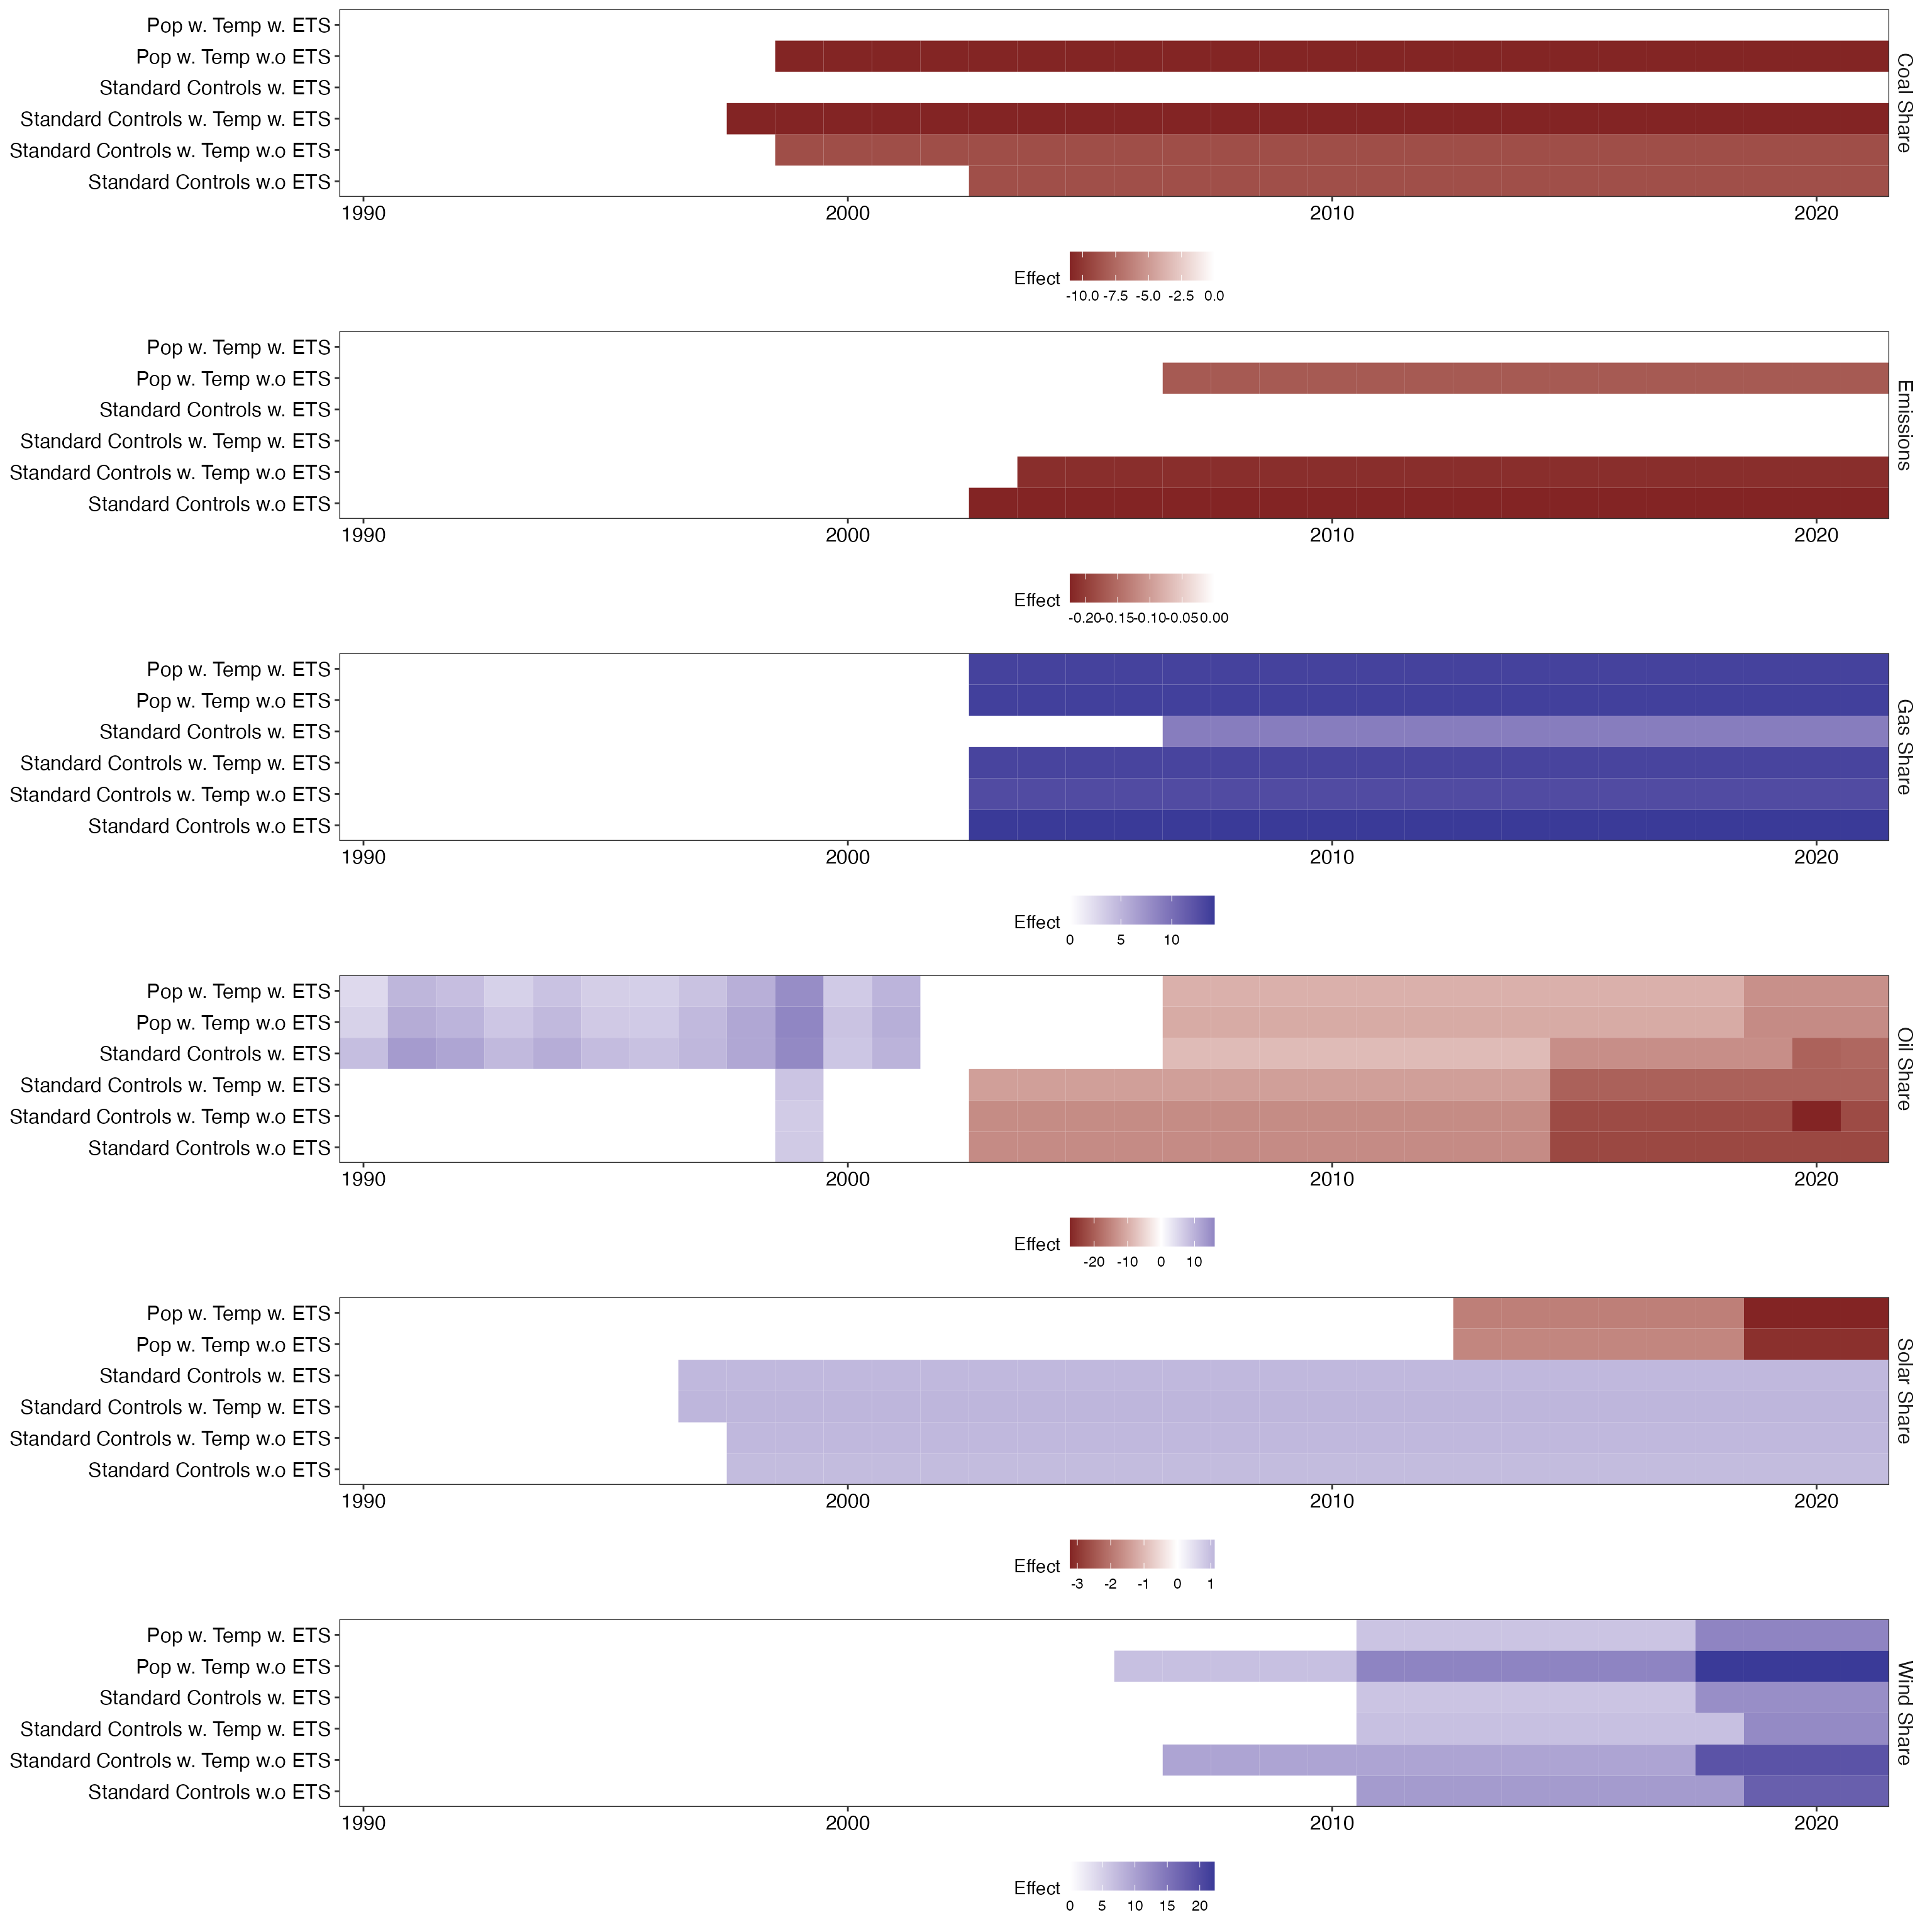 Pop w. Temp w. ETS
Pop w. Temp w.o ETS
Standard Controls w. ETS
Standard Controls w. Temp w. ETS
Standard Controls w. Temp w.o ETS
Standard Controls w.o ETS
Coal Share
1990 2000 2010 2020
Effect
-10.0 -7.5 -5.0 -2.5 0.0
Pop w. Temp w. ETS
Pop w. Temp w.o ETS
Standard Controls w. ETS
Standard Controls w. Temp w. ETS
Standard Controls w. Temp w.o ETS
Standard Controls w.o ETS
Emissions
1990 2000 2010 2020
Effect
-0.20 -0.15 -0.10 -0.05 0.00
Pop w. Temp w. ETS
Pop w. Temp w.o ETS
Standard Controls w. ETS
Standard Controls w. Temp w. ETS
Standard Controls w. Temp w.o ETS
Standard Controls w.o ETS
Gas Share
1990 2000 2010 2020
Effect
0 5 10
Pop w. Temp w. ETS
Pop w. Temp w.o ETS
Standard Controls w. ETS
Standard Controls w. Temp w. ETS
Standard Controls w. Temp w.o ETS
Standard Controls w.o ETS
Oil Share
1990 2000 2010 2020
Effect
-20 -10 0 10
Pop w. Temp w. ETS
Pop w. Temp w.o ETS
Standard Controls w. ETS
Standard Controls w. Temp w. ETS
Standard Controls w. Temp w.o ETS
Standard Controls w.o ETS
Solar Share
1990 2000 2010 2020
Effect
-3 -2 -1 0 1
Pop w. Temp w. ETS
Pop w. Temp w.o ETS
Standard Controls w. ETS
Standard Controls w. Temp w. ETS
Standard Controls w. Temp w.o ETS
Standard Controls w.o ETS
Wind Share
1990 2000 2010 2020
Effect
0 5 10 15 20